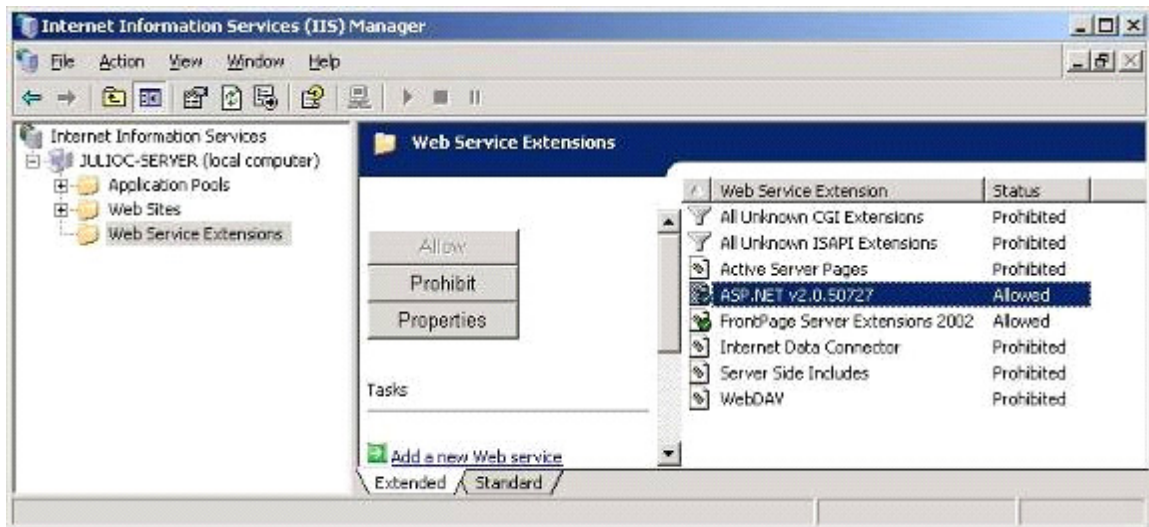 Internet Information Services (IIS) Manager
File Action View Window Help
Internet Information Services
JULIOC-SERVER (local computer)
Application Pools
Web Sites
Web Service Extensions
Web Service Extensions
Allow
Prohibit
Properties
Tasks
Add a new Web service
Web Service Extension Status
All Unknown CGI Extensions Prohibited
All Unknown ISAPI Extensions Prohibited
Active Server Pages Prohibited
ASP.NET v2.0.50727 Allowed
FrontPage Server Extensions 2002 Allowed
Internet Data Connector Prohibited
Server Side Includes Prohibited
WebDAV Prohibited
Extended Standard